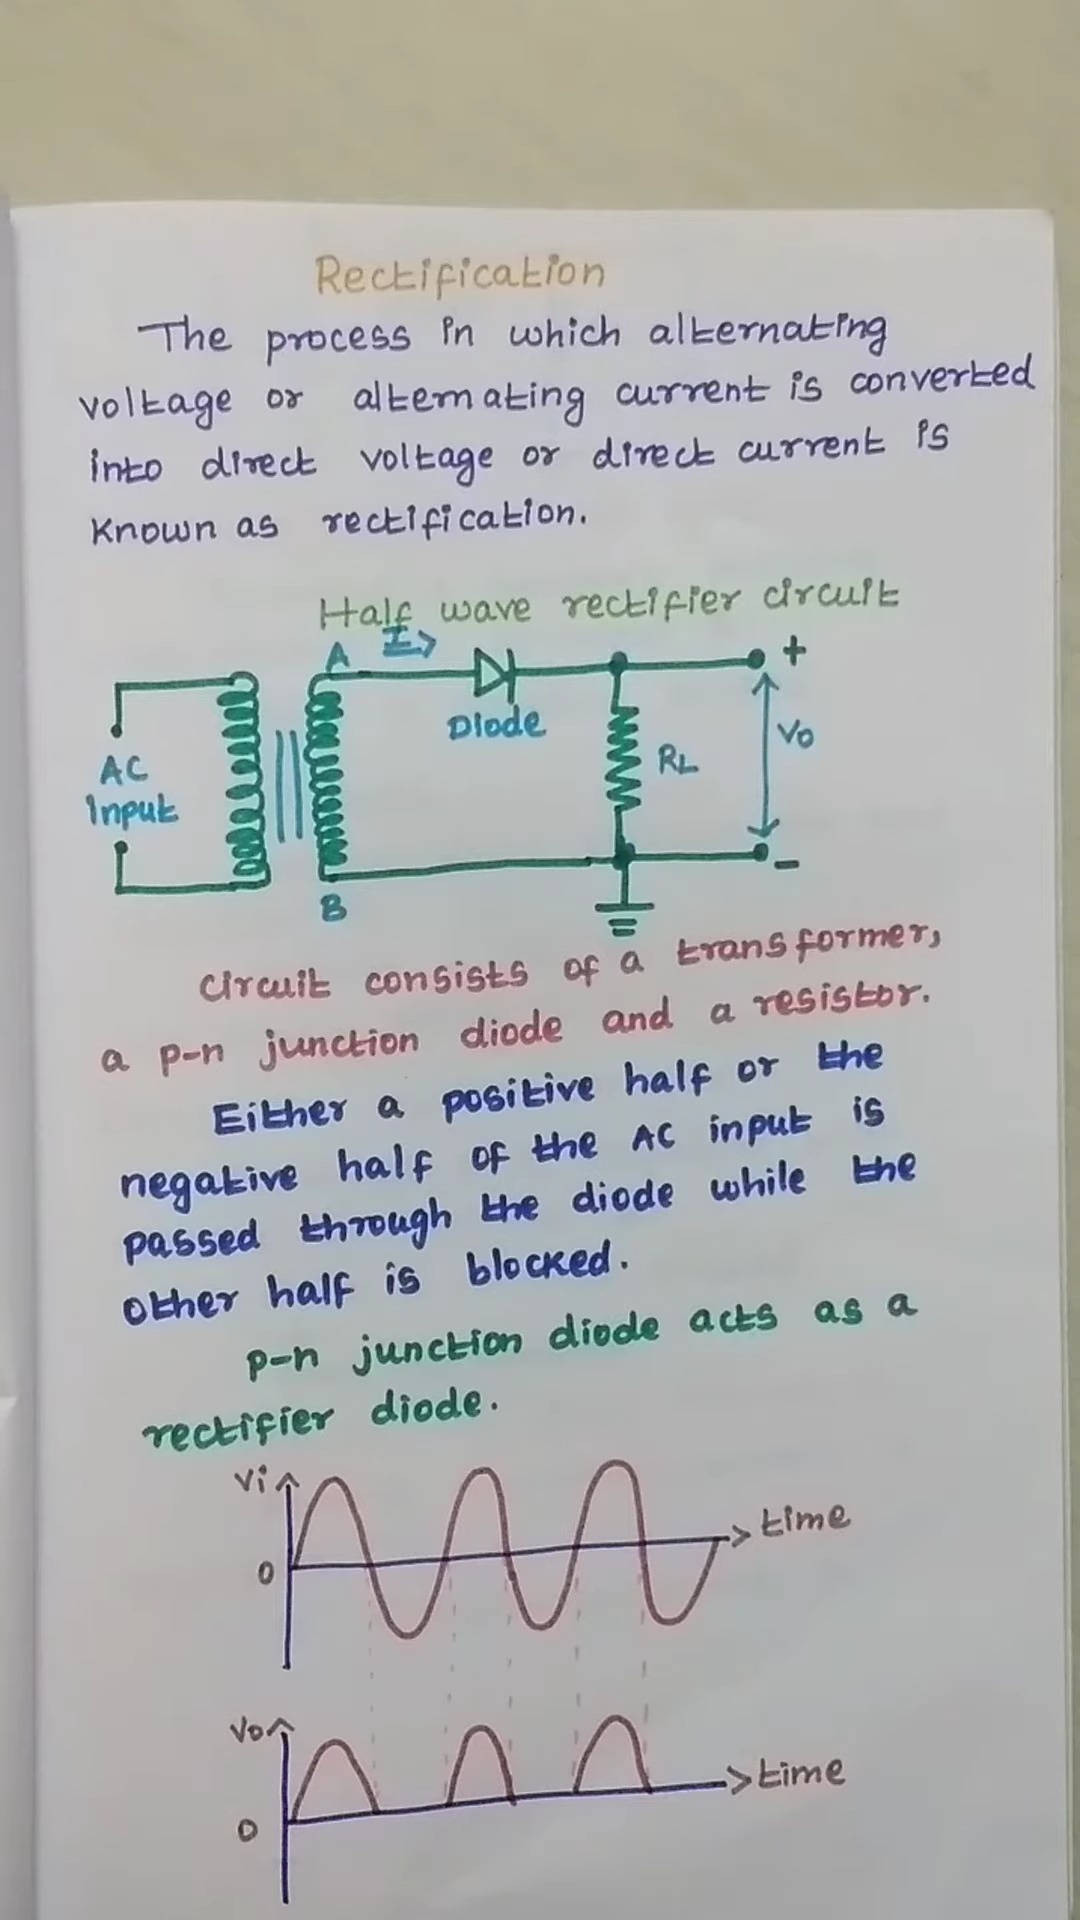 Rectification
The process in which alternating
voltage or alternating current is converted
into direct voltage or direct current is
Known as rectification.
Half wave rectifier circuit
A I
+
Diode
Vo
RL
AC
Input
B
-
Circuit consists of a transformer,
a p-n junction diode and a resistor.
Either a positive half or the
negative half of the AC input is
passed through the diode while the
other half is blocked.
p-n junction diode acts as a
rectifier diode.
Vi
time
0
Vo
time
0